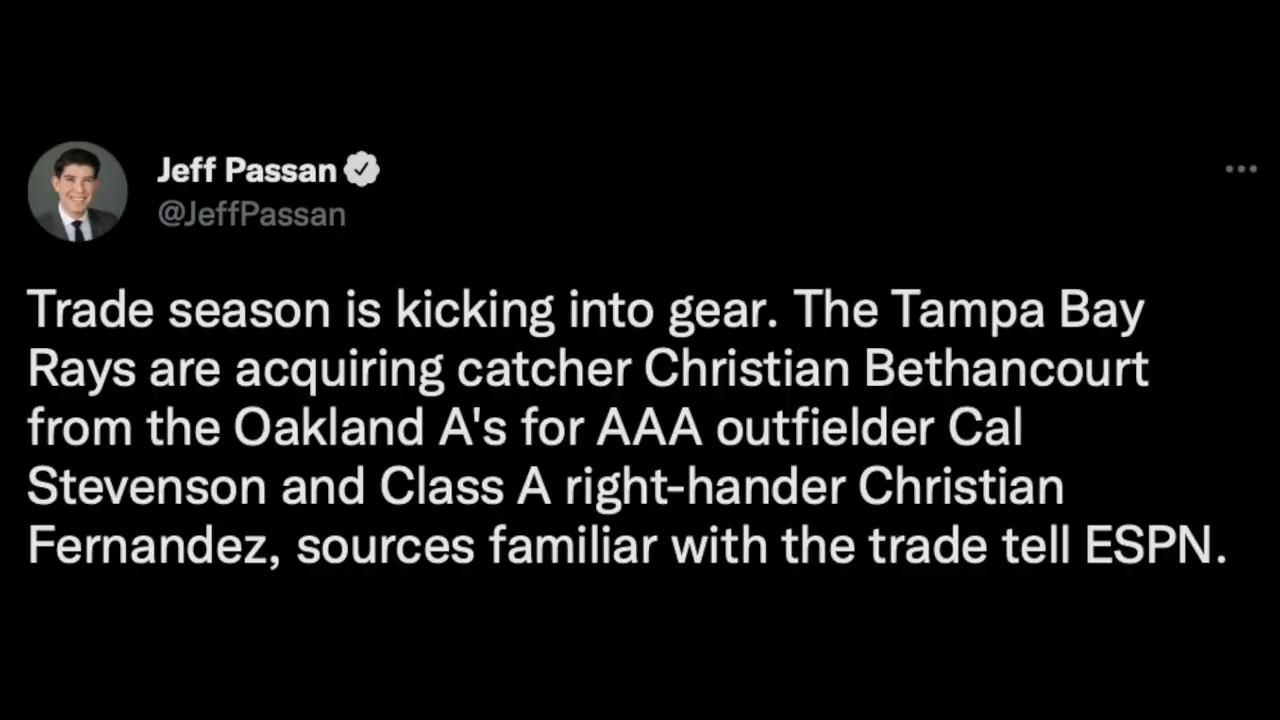 Jeff Passan
@JeffPassan
Trade season is kicking into gear. The Tampa Bay
Rays are acquiring catcher Christian Bethancourt
from the Oakland A's for AAA outfielder Cal
Stevenson and Class A right-hander Christian
Fernandez, sources familiar with the trade tell ESPN.